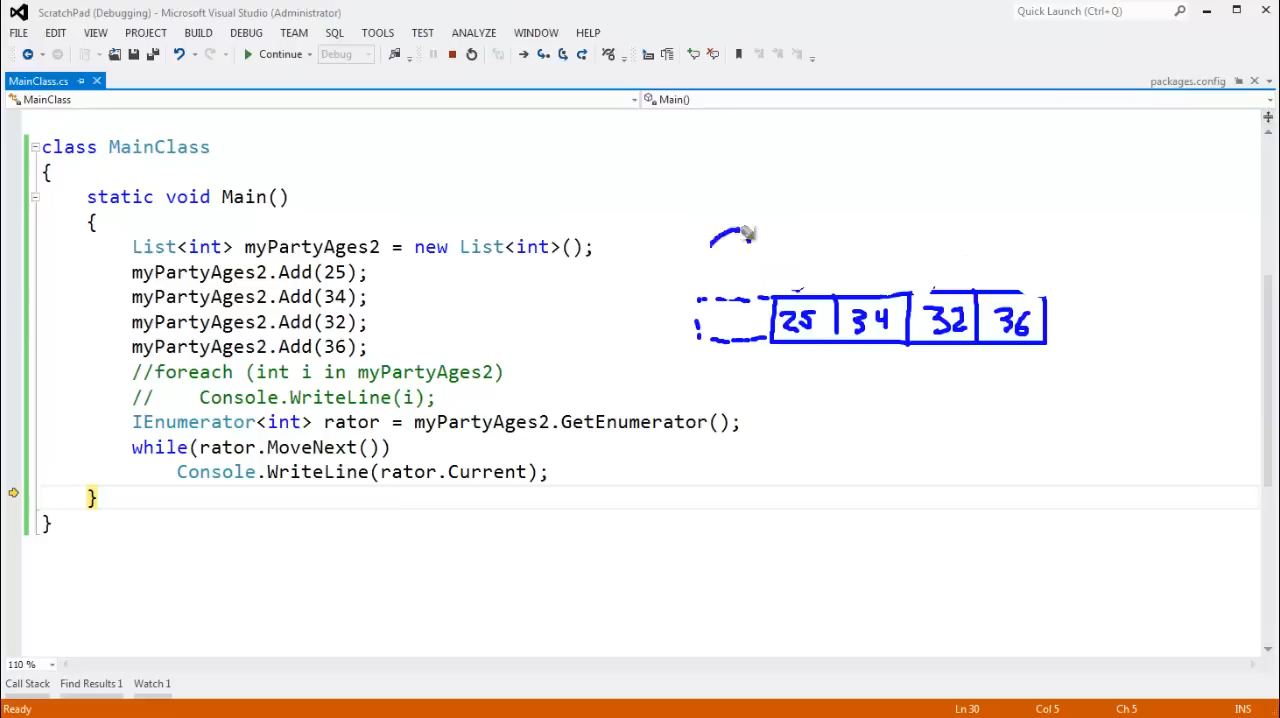 ScratchPad (Debugging) - Microsoft Visual Studio (Administrator)
Quick Launch (Ctrl+Q)
FILE EDIT VIEW PROJECT BUILD DEBUG TEAM SQL TOOLS TEST ANALYZE WINDOW HELP
Continue Debug
MainClass.cs packages.config
MainClass Main()
class MainClass
{
static void Main()
{
List<int> myPartyAges2 = new List<int>();
myPartyAges2.Add(25);
myPartyAges2.Add(34);
myPartyAges2.Add(32);
myPartyAges2.Add(36);
//foreach (int i in myPartyAges2)
//    Console.WriteLine(i);
IEnumerator<int> rator = myPartyAges2.GetEnumerator();
while(rator.MoveNext())
Console.WriteLine(rator.Current);
}
}
25 34 32 36
110 %
Call Stack Find Results 1 Watch 1
Ready Ln 30 Col 5 Ch 5 INS